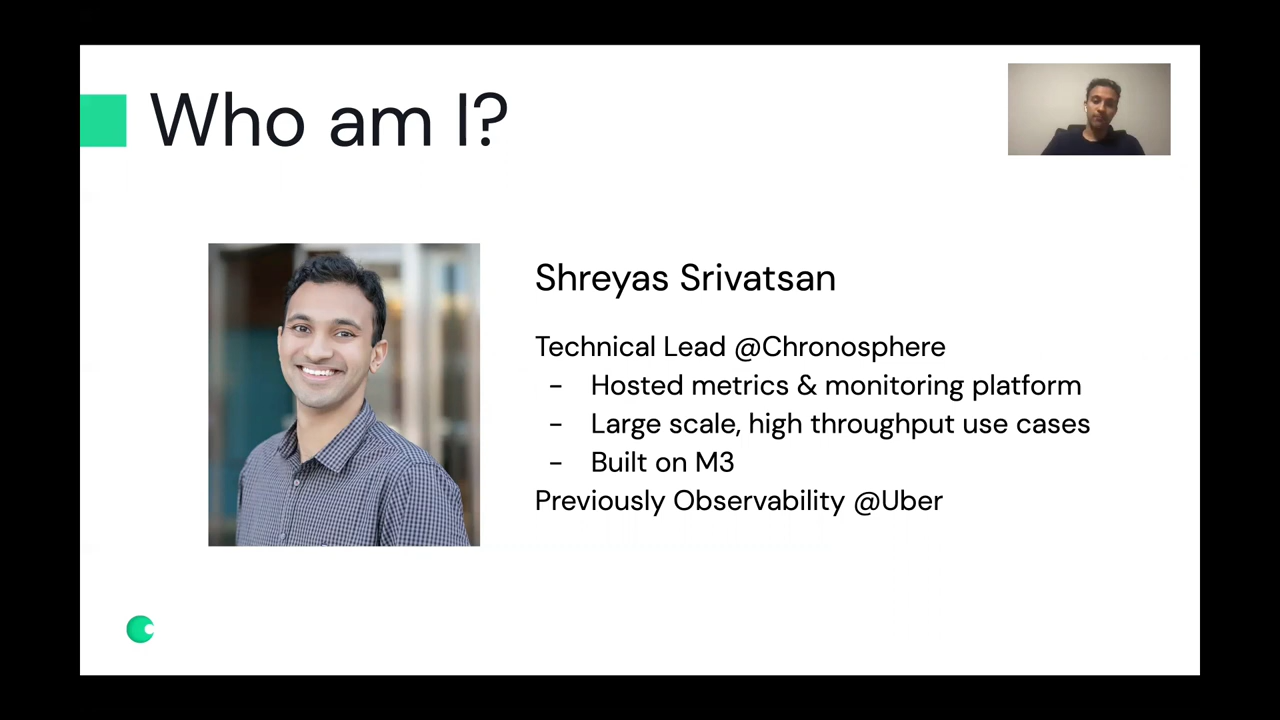 Who am I?
Shreyas Srivatsan
Technical Lead @Chronosphere
- Hosted metrics & monitoring platform
- Large scale, high throughput use cases
- Built on M3
Previously Observability @Uber